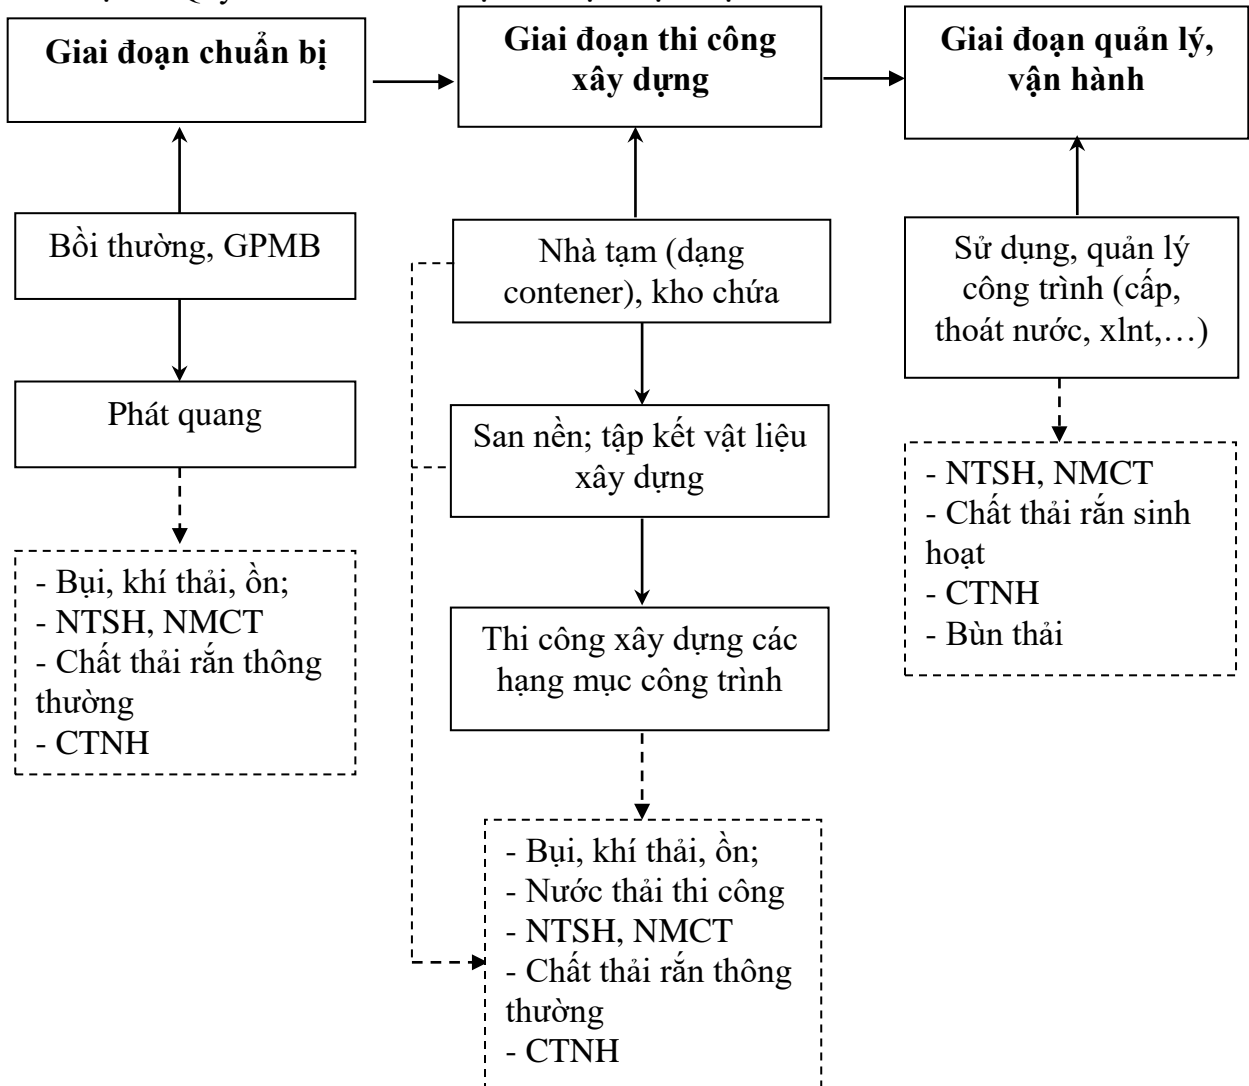 Giai đoạn chuẩn bị
Giai đoạn thi công
xây dựng
Giai đoạn quản lý,
vận hành
Bồi thường, GPMB
Phát quang
- Bụi, khí thải, ồn;
- NTSH, NMCT
- Chất thải rắn thông
thường
- CTNH
Nhà tạm (dạng
contener), kho chứa
San nền; tập kết vật liệu
xây dựng
Thi công xây dựng các
hạng mục công trình
- Bụi, khí thải, ồn;
- Nước thải thi công
- NTSH, NMCT
- Chất thải rắn thông
thường
- CTNH
Sử dụng, quản lý
công trình (cấp,
thoát nước, xlnt,…)
- NTSH, NMCT
- Chất thải rắn sinh
hoạt
- CTNH
- Bùn thải